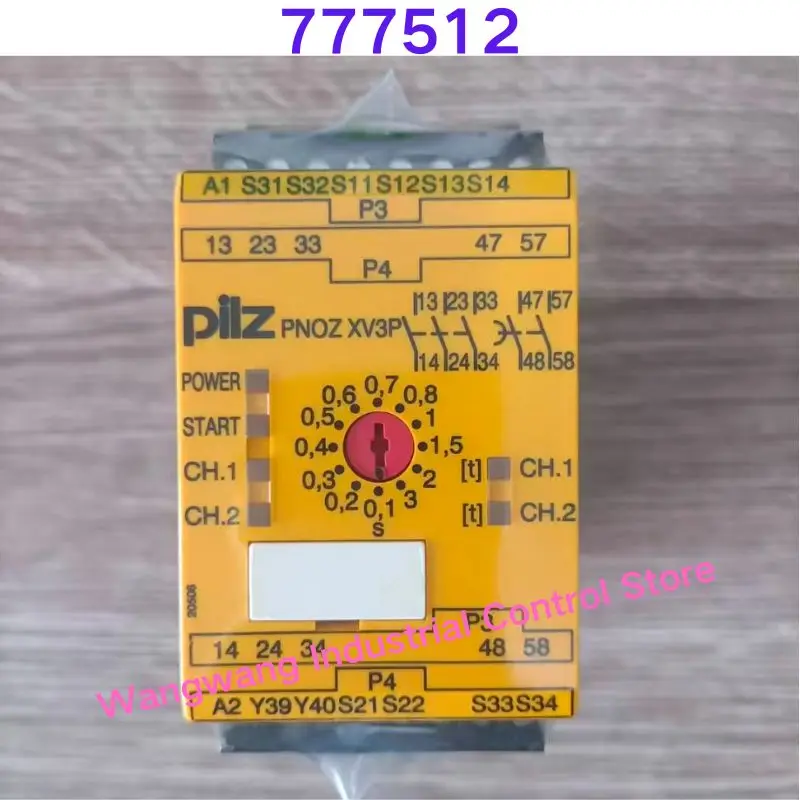 777512
A1 S31 S32 S11 S12 S13 S14
P3
13 23 33 47 57
P4
pilz PNOZ XV3P
13 23 33 47 57
14 24 34 48 58
POWER
START
CH.1
CH.2
0,1 0,2 0,3 0,4 0,5 0,6 0,7 0,8 1 1,5 2 3
s
[t] CH.1
[t] CH.2
20506
P3
14 24 34 48 58
P4
A2 Y39 Y40 S21 S22 S33 S34
Wangwang Industrial Control Store